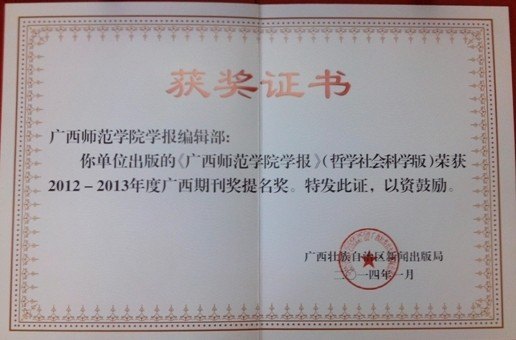 获奖证书
广西师范学院学报编辑部:
你单位出版的《广西师范学院学报》(哲学社会科学版)荣获
2012-2013年度广西期刊奖提名奖。特发此证,以资鼓励。
广西壮族自治区新闻出版局
二〇一四年一月